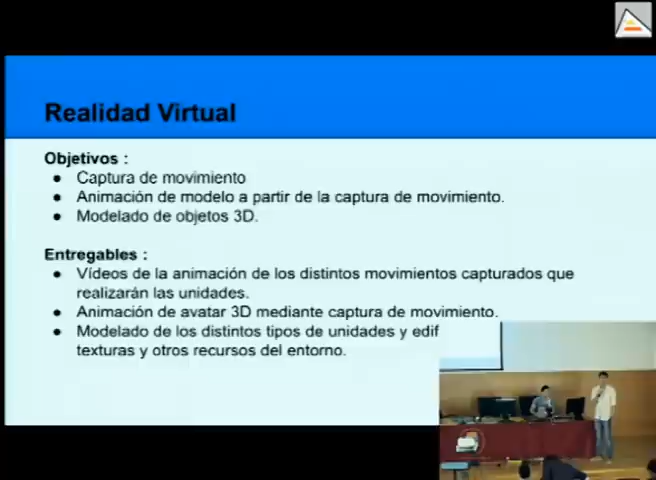 Realidad Virtual
Objetivos :
● Captura de movimiento
● Animación de modelo a partir de la captura de movimiento.
● Modelado de objetos 3D.
Entregables :
● Vídeos de la animación de los distintos movimientos capturados que
realizarán las unidades.
● Animación de avatar 3D mediante captura de movimiento.
● Modelado de los distintos tipos de unidades y edif
texturas y otros recursos del entorno.